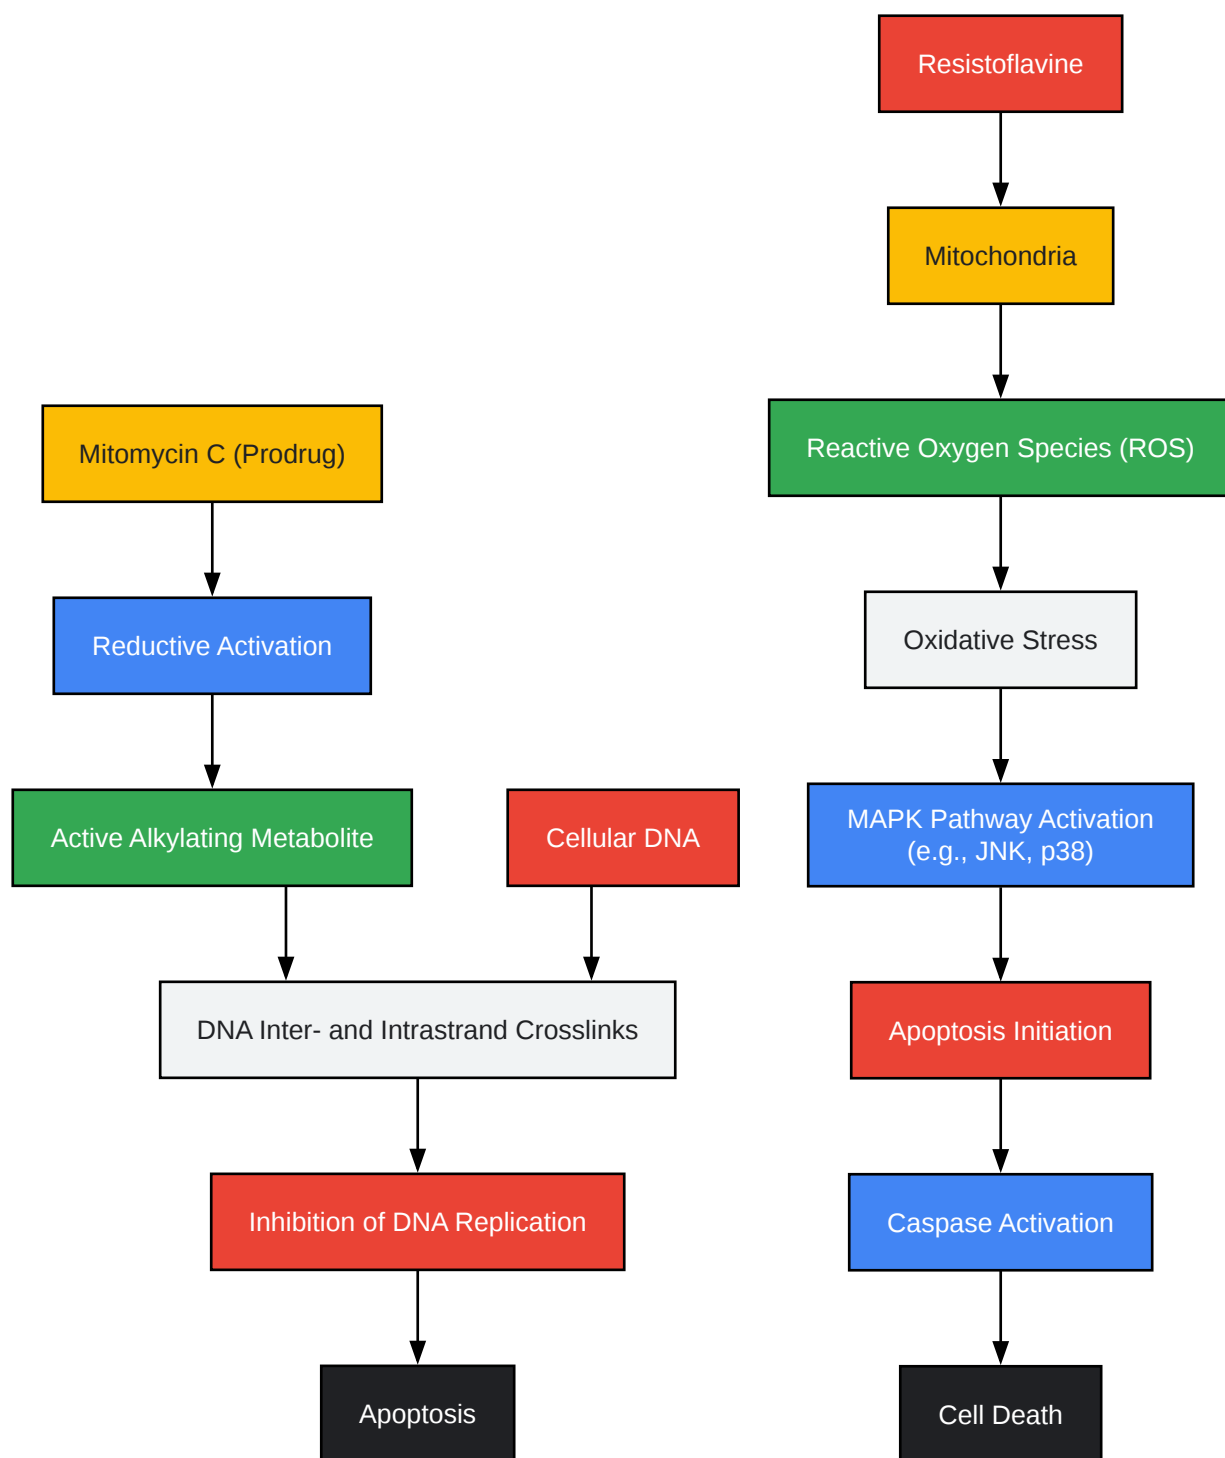 Resistoflavine
Mitochondria
Reactive Oxygen Species (ROS)
Oxidative Stress
MAPK Pathway Activation
(e.g., JNK, p38)
Apoptosis Initiation
Caspase Activation
Cell Death
Mitomycin C (Prodrug)
Reductive Activation
Active Alkylating Metabolite
Cellular DNA
DNA Inter- and Intrastrand Crosslinks
Inhibition of DNA Replication
Apoptosis